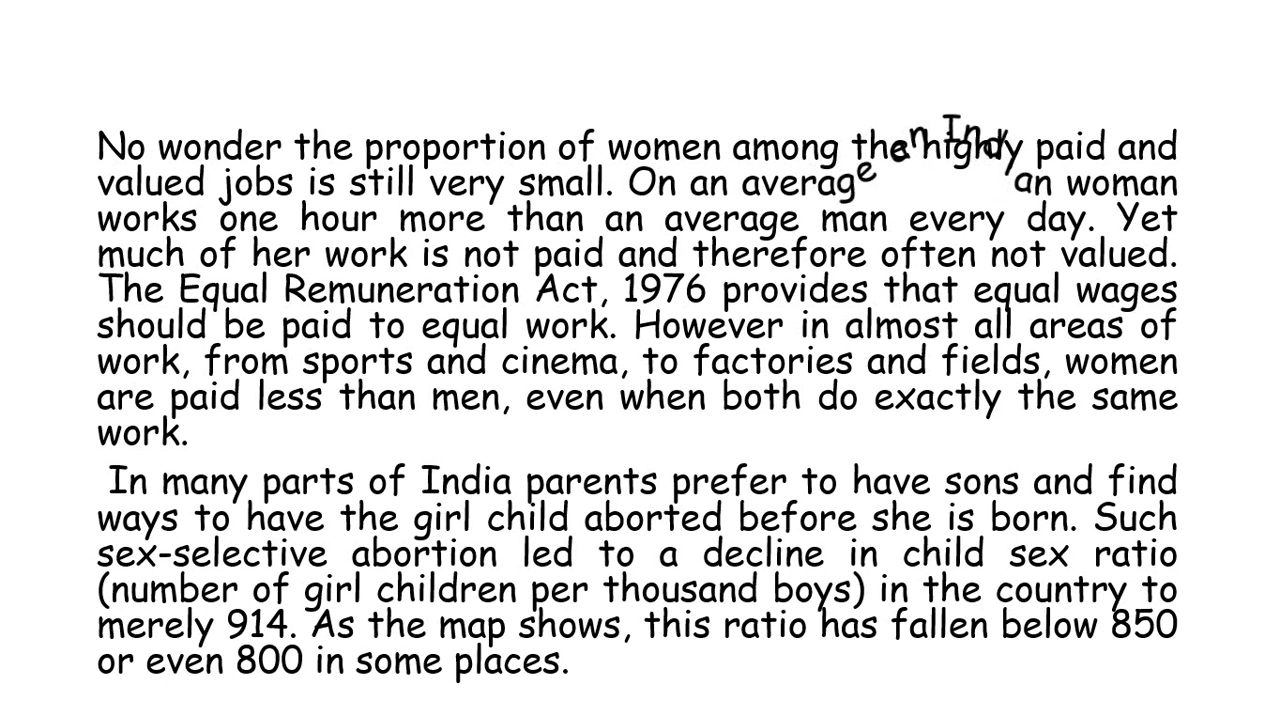 No wonder the proportion of women among the highly paid and
valued jobs is still very small. On an average an Indian woman
works one hour more than an average man every day. Yet
much of her work is not paid and therefore often not valued.
The Equal Remuneration Act, 1976 provides that equal wages
should be paid to equal work. However in almost all areas of
work, from sports and cinema, to factories and fields, women
are paid less than men, even when both do exactly the same
work.
In many parts of India parents prefer to have sons and find
ways to have the girl child aborted before she is born. Such
sex-selective abortion led to a decline in child sex ratio
(number of girl children per thousand boys) in the country to
merely 914. As the map shows, this ratio has fallen below 850
or even 800 in some places.